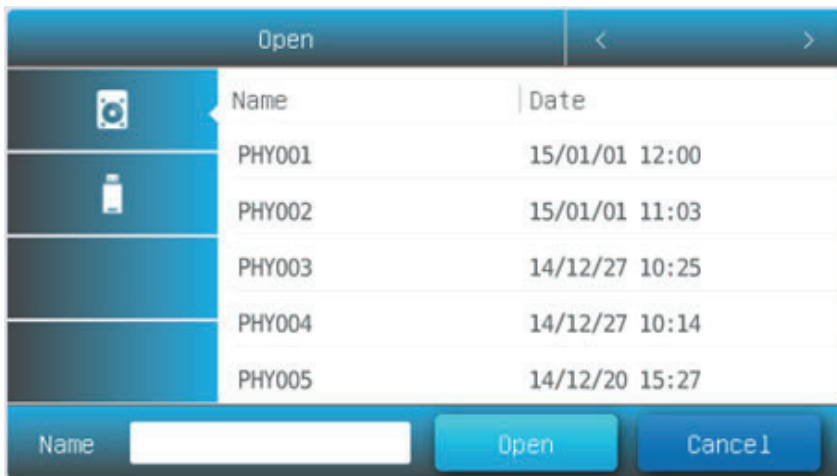 Open < >
Name Date
PHY001 15/01/01 12:00
PHY002 15/01/01 11:03
PHY003 14/12/27 10:25
PHY004 14/12/27 10:14
PHY005 14/12/20 15:27
Name Open Cancel